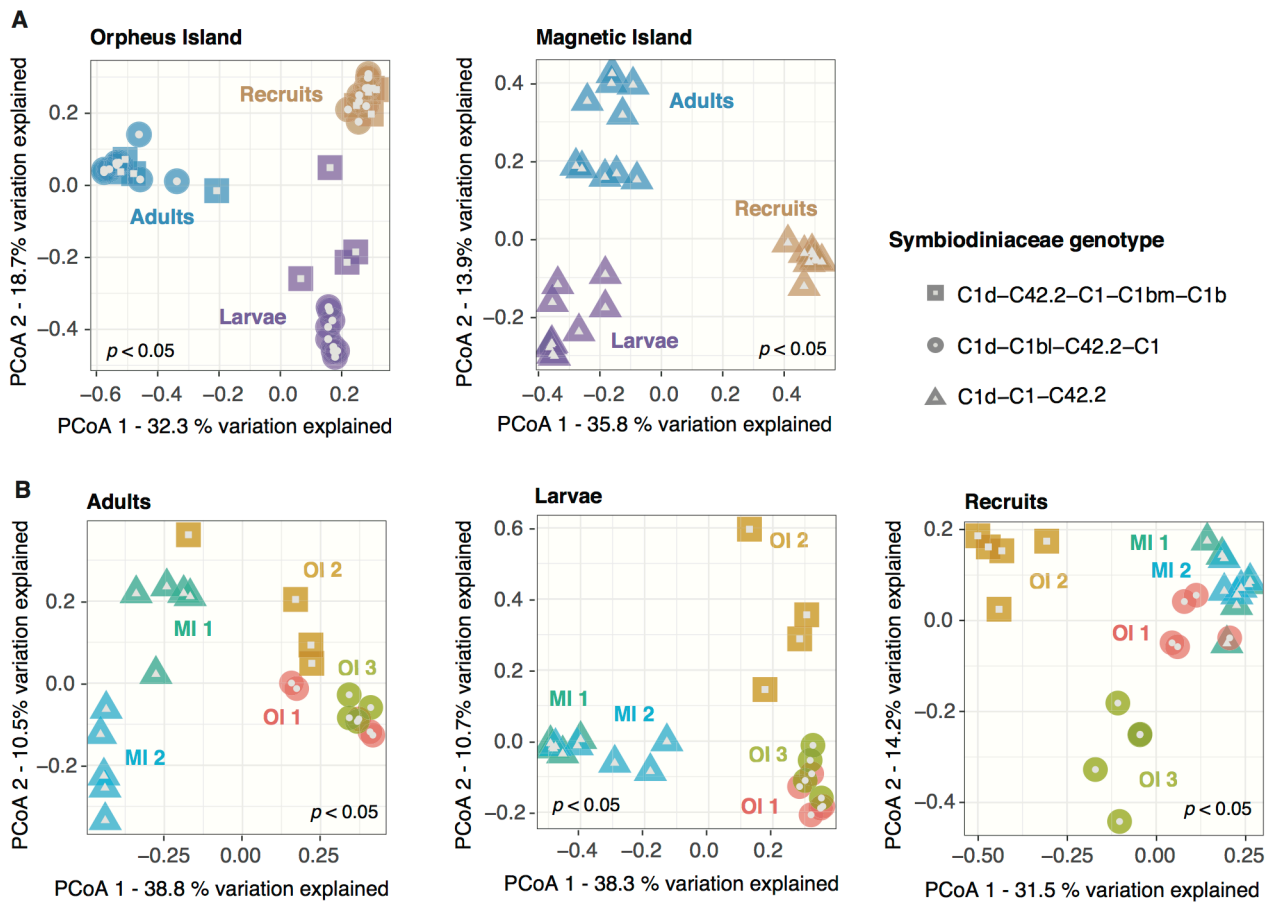 A
Orpheus Island
Magnetic Island
PCoA 2 - 18.7% variation explained
0.2
0.0
−0.2
−0.4
Recruits
Adults
Larvae
p < 0.05
−0.6 −0.4 −0.2 0.0 0.2
PCoA 1 - 32.3 % variation explained
PCoA 2 - 13.9% variation explained
0.4
0.2
0.0
−0.2
Adults
Recruits
Larvae
p < 0.05
−0.4 −0.2 0.0 0.2 0.4
PCoA 1 - 35.8 % variation explained
Symbiodiniaceae genotype
C1d−C42.2−C1−C1bm−C1b
C1d−C1bl−C42.2−C1
C1d−C1−C42.2
B
Adults
PCoA 2 - 10.5% variation explained
0.2
0.0
−0.2
OI 2
MI 1
OI 3
OI 1
MI 2
p < 0.05
−0.25 0.00 0.25
PCoA 1 - 38.8 % variation explained
Larvae
PCoA 2 - 10.7% variation explained
0.6
0.4
0.2
0.0
−0.2
OI 2
MI 1
MI 2
OI 3
OI 1
p < 0.05
−0.4 −0.2 0.0 0.2
PCoA 1 - 38.3 % variation explained
Recruits
PCoA 2 - 14.2% variation explained
0.2
0.0
−0.2
−0.4
MI 1
MI 2
OI 2
OI 1
OI 3
p < 0.05
−0.50 −0.25 0.00 0.25
PCoA 1 - 31.5 % variation explained